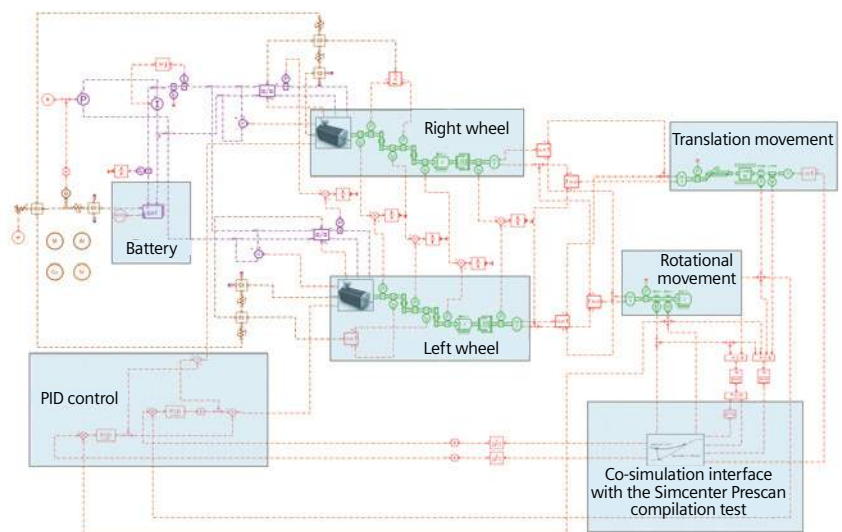 Right wheel
Translation movement
Battery
Rotational
movement
Left wheel
PID control
Co-simulation interface
with the Simcenter Prescan
compilation test